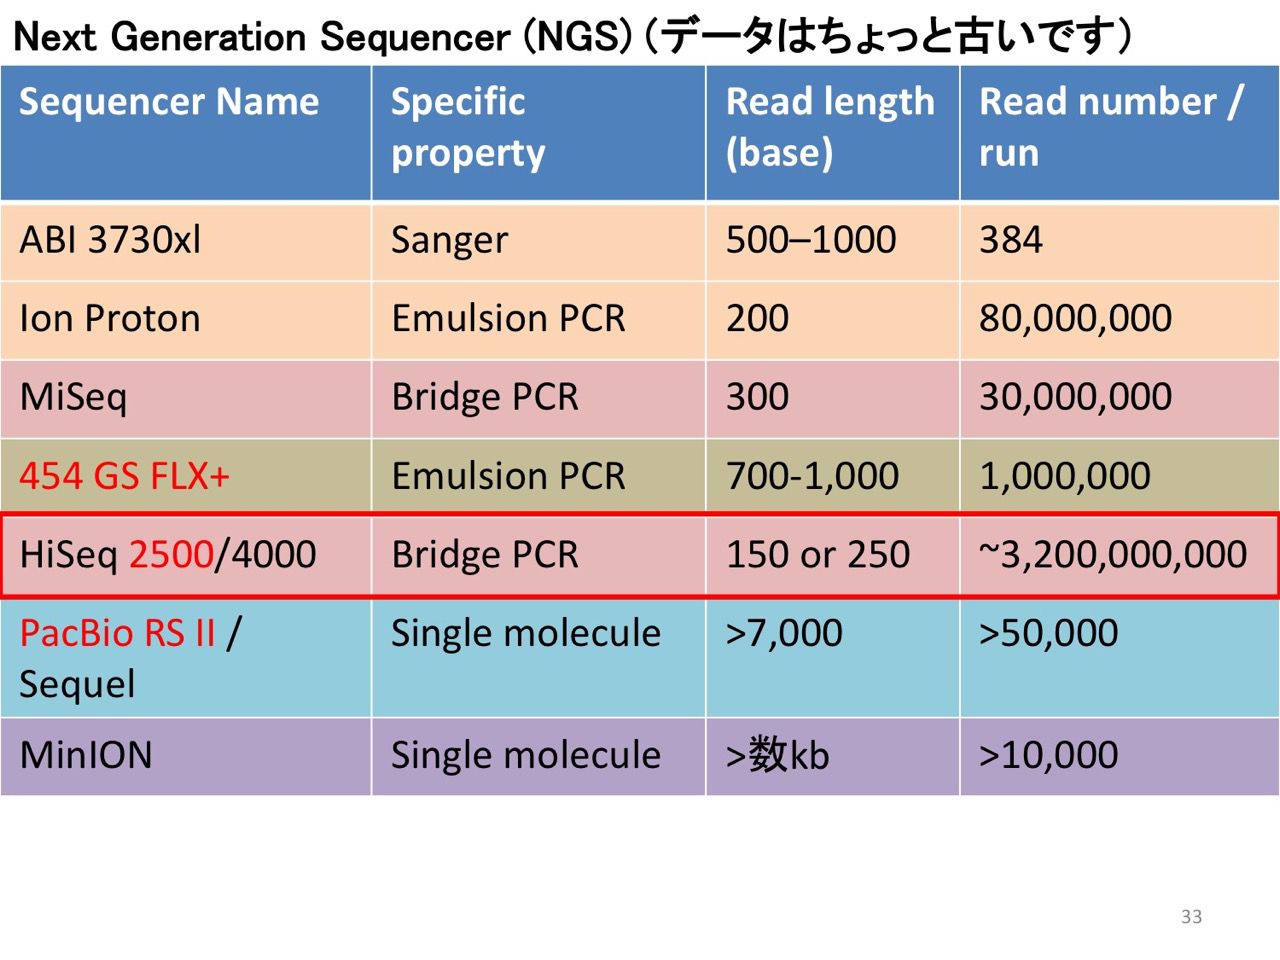 Next Generation Sequencer (NGS) (データはちょっと古いです)
Sequencer Name
Specific property
Read length (base)
Read number / run
ABI 3730xl
Sanger
500–1000
384
Ion Proton
Emulsion PCR
200
80,000,000
MiSeq
Bridge PCR
300
30,000,000
454 GS FLX+
Emulsion PCR
700-1,000
1,000,000
HiSeq 2500/4000
Bridge PCR
150 or 250
~3,200,000,000
PacBio RS II /
Sequel
Single molecule
>7,000
>50,000
MinION
Single molecule
>数kb
>10,000
33